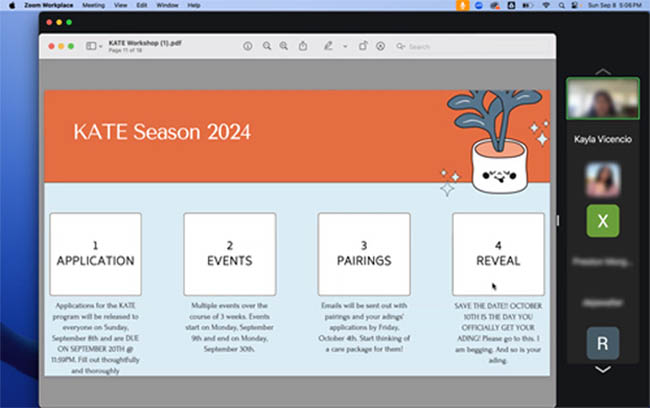 Zoom Workplace Meeting View Edit Window Help
Sun Sep 8 5:06 PM
KATE Workshop (1).pdf
Page 11 of 18
Search
KATE Season 2024
1
APPLICATION
Applications for the KATE
program will be released to
everyone on Sunday,
September 8th and are DUE
ON SEPTEMBER 20TH @
11:59PM. Fill out thoughtfully
and thoroughly
2
EVENTS
Multiple events over the
course of 3 weeks. Events
start on Monday, September
9th and end on Monday,
September 30th.
3
PAIRINGS
Emails will be sent out with
pairings and your adings'
applications by Friday,
October 4th. Start thinking of
a care package for them!
4
REVEAL
SAVE THE DATE!! OCTOBER
10TH IS THE DAY YOU
OFFICIALLY GET YOUR
ADING! Please go to this. I
am begging. And so is your
ading.
Kayla Vicencio
X
R